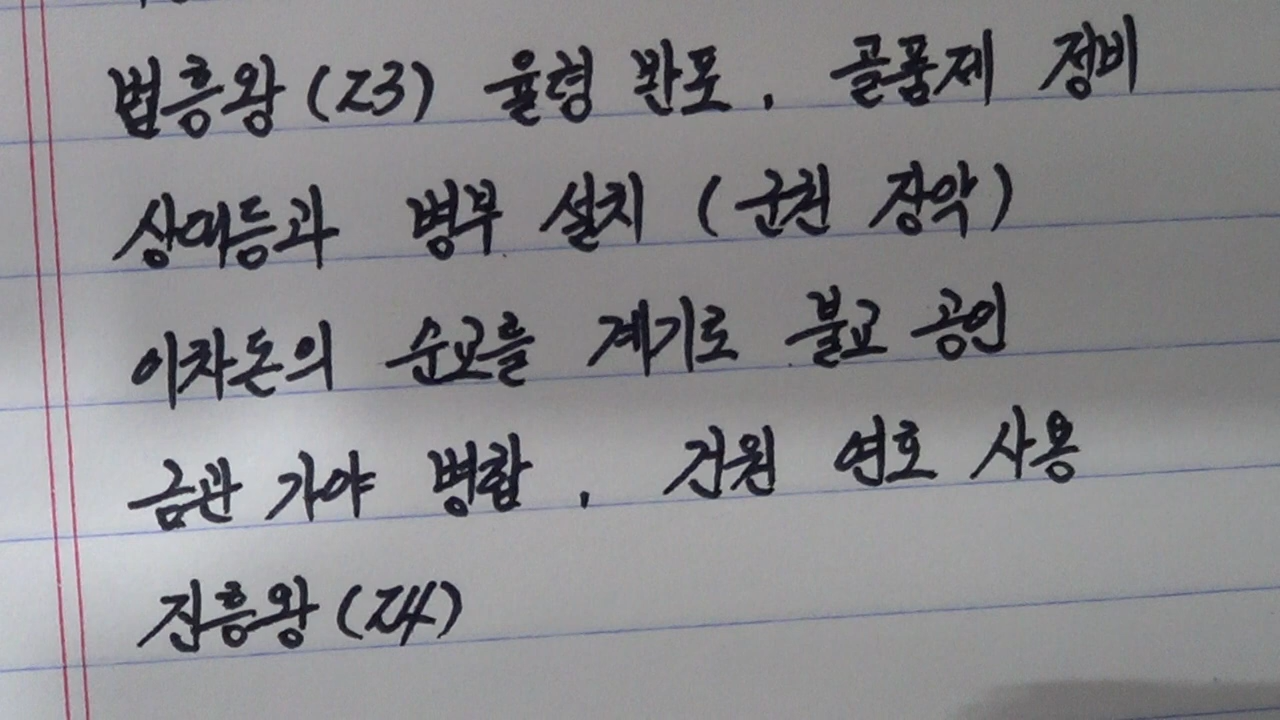 법흥왕(23) 율령 반포, 골품제 정비
상대등과 병부 설치 (군권 장악)
이차돈의 순교를 계기로 불교 공인
금관 가야 병합, 건원 연호 사용
진흥왕(24)